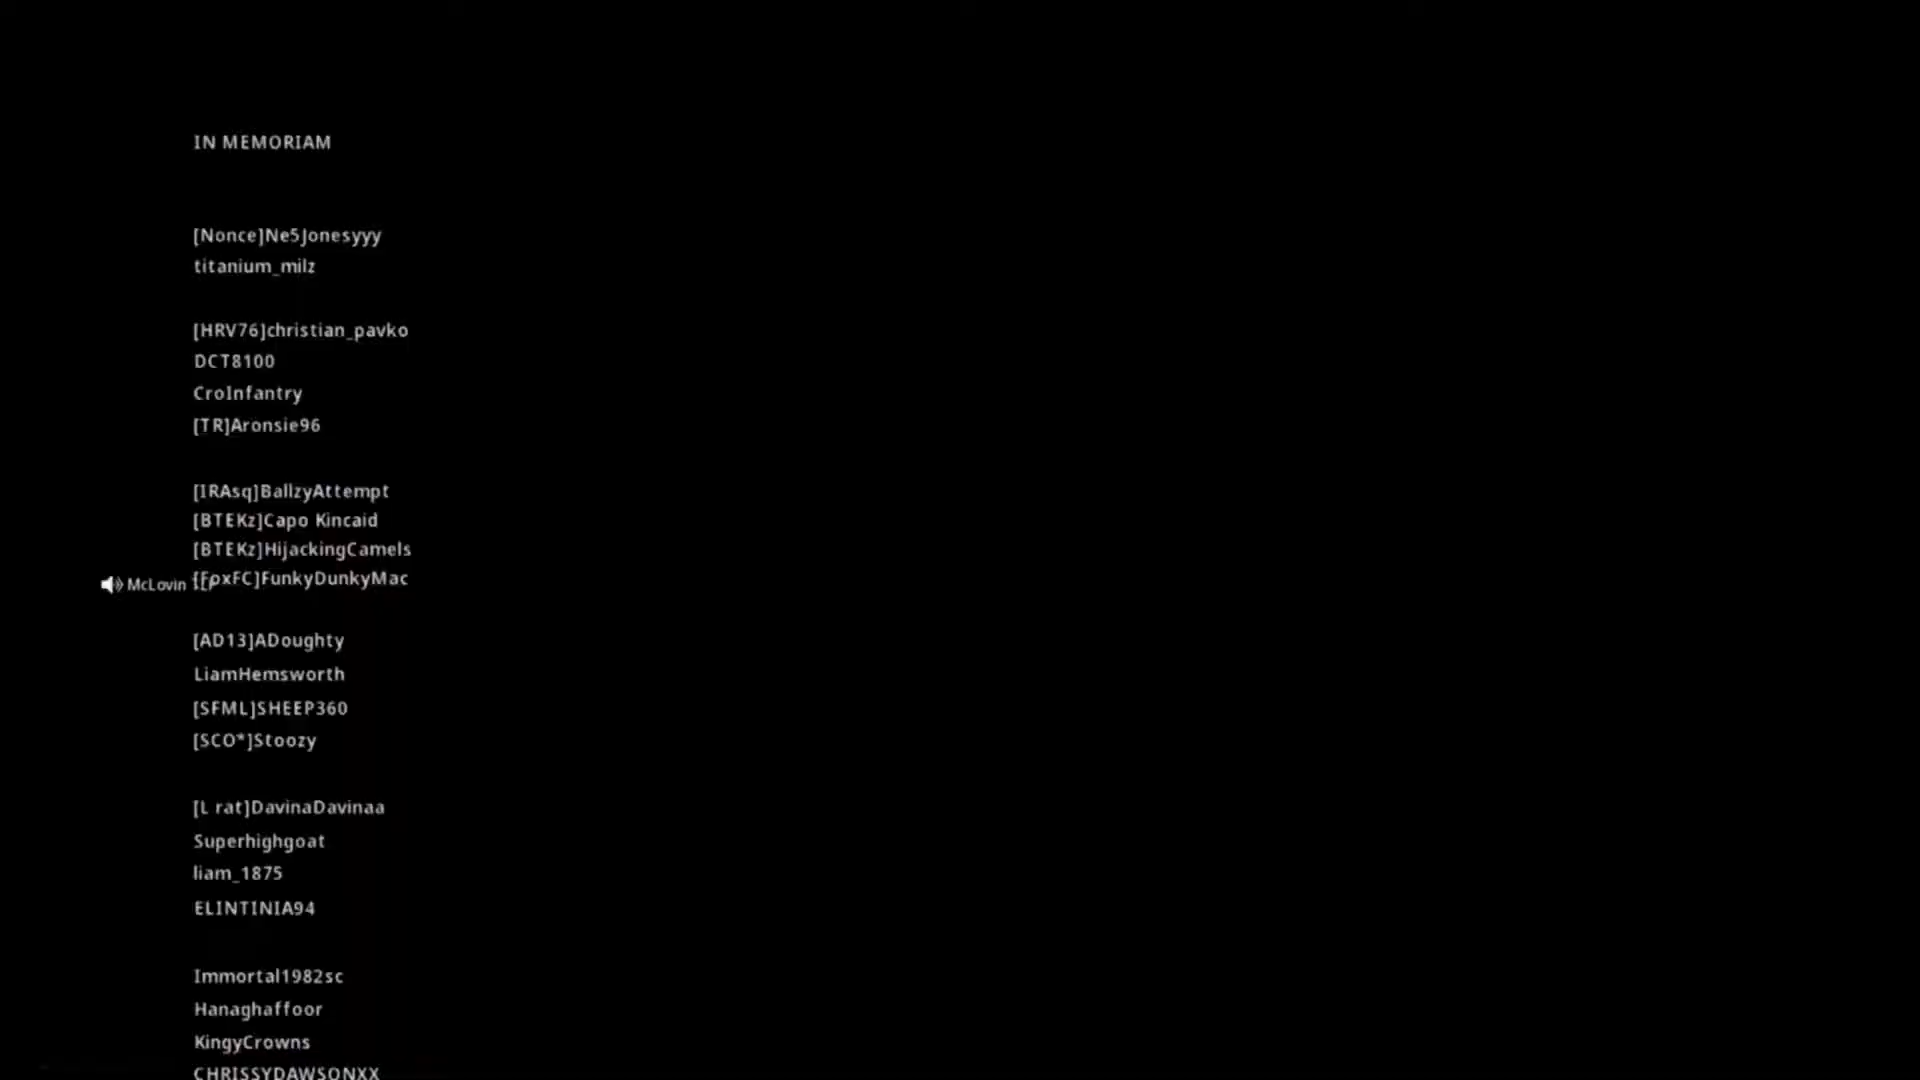 IN MEMORIAM
[Nonce]Ne5Jonesyyy
titanium_milz
[HRV76]christian_pavko
DCT8100
CroInfantry
[TR]Aronsie96
[IRAsq]BallzyAttempt
[BTEKz]Capo Kincaid
[BTEKz]HijackingCamels
[FoxFC]FunkyDunkyMac
McLovin
[AD13]ADoughty
LiamHemsworth
[SFML]SHEEP360
[SCO*]Stoozy
[L rat]DavinaDavinaa
Superhighgoat
liam_1875
ELINTINIA94
Immortal1982sc
Hanaghaffoor
KingyCrowns
CHRISSYDAWSONXX